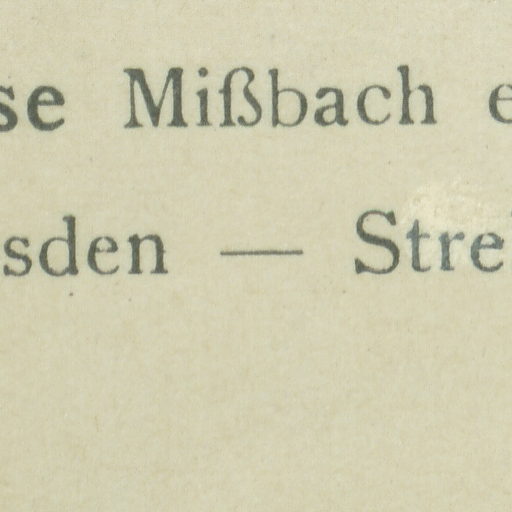 se Mißbach e
sden — Stre